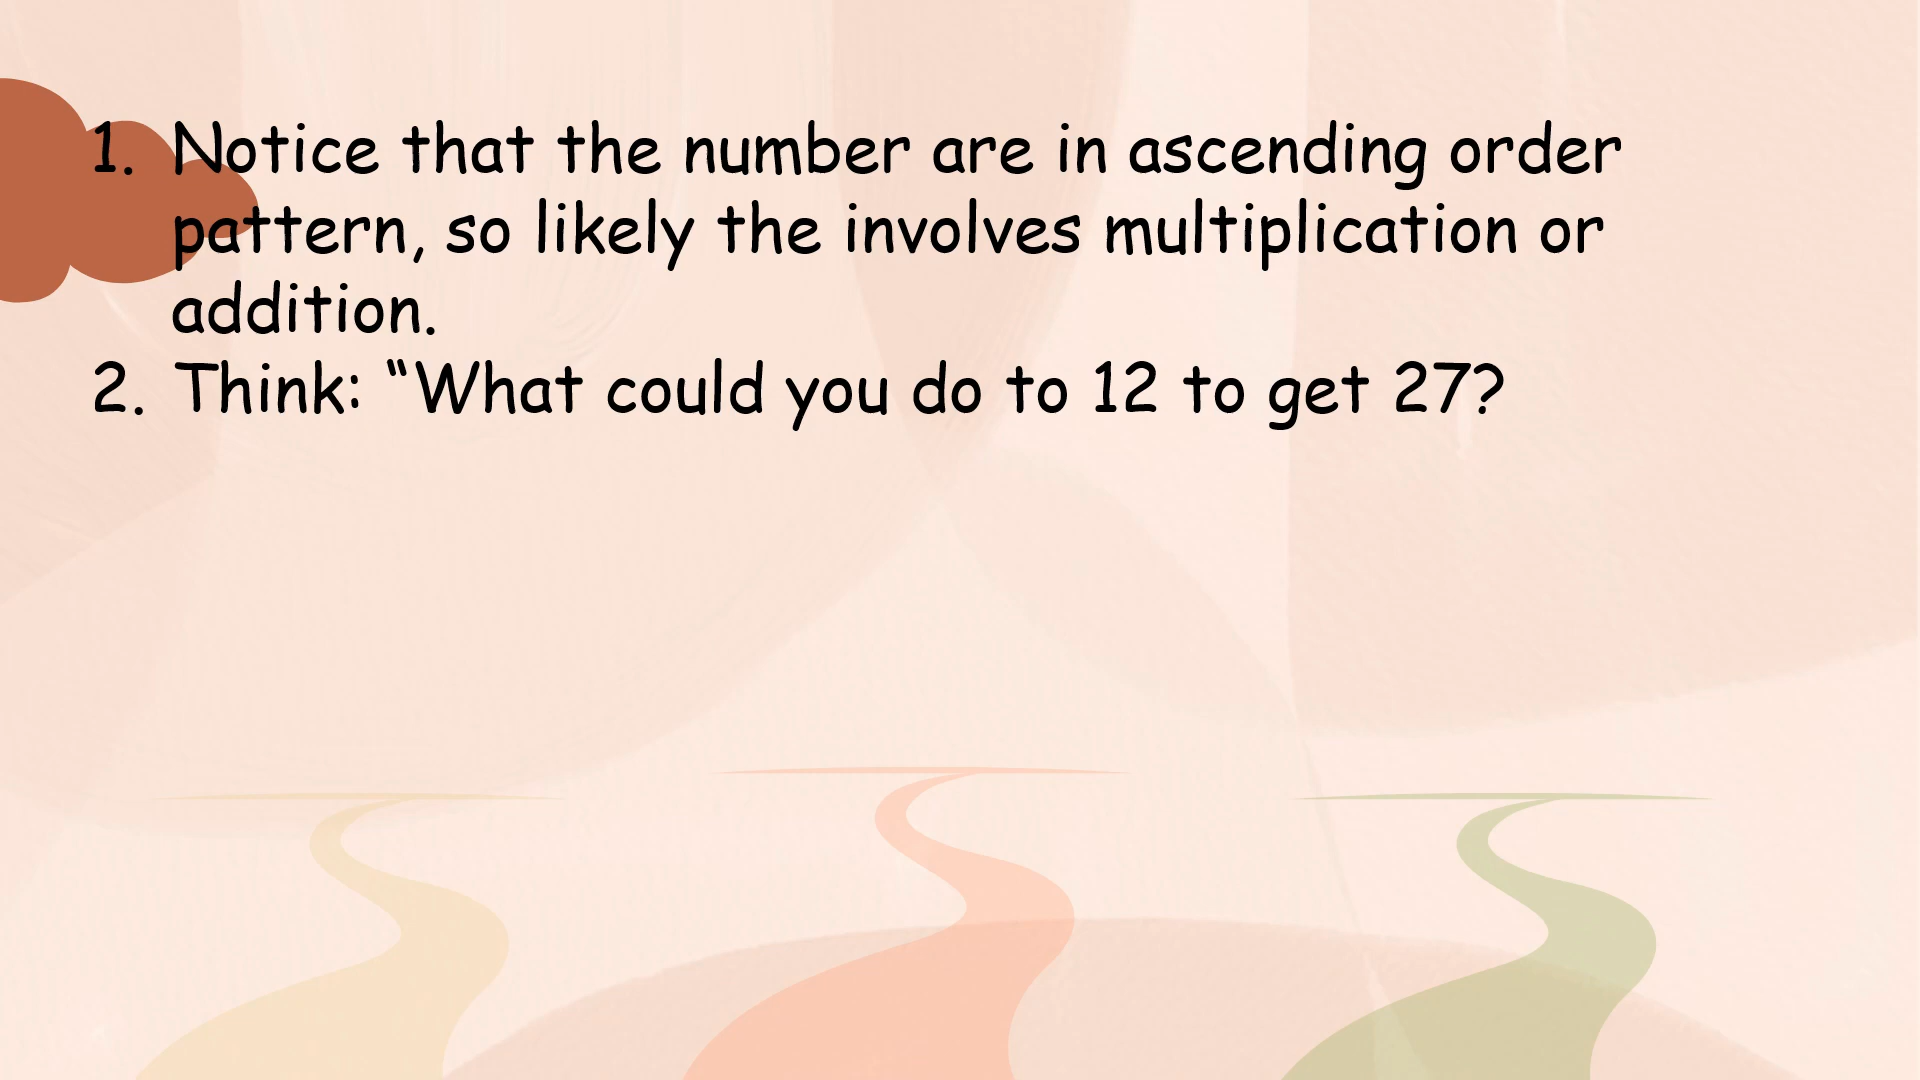 1. Notice that the number are in ascending order
pattern, so likely the involves multiplication or
addition.
2. Think: “What could you do to 12 to get 27?